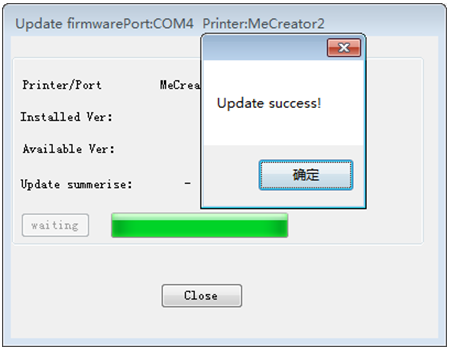 Update firmwarePort:COM4 Printer:MeCreator2
Update success!
确定
Printer/Port MeCrea
Installed Ver:
Available Ver:
Update summerise: -
waiting
Close